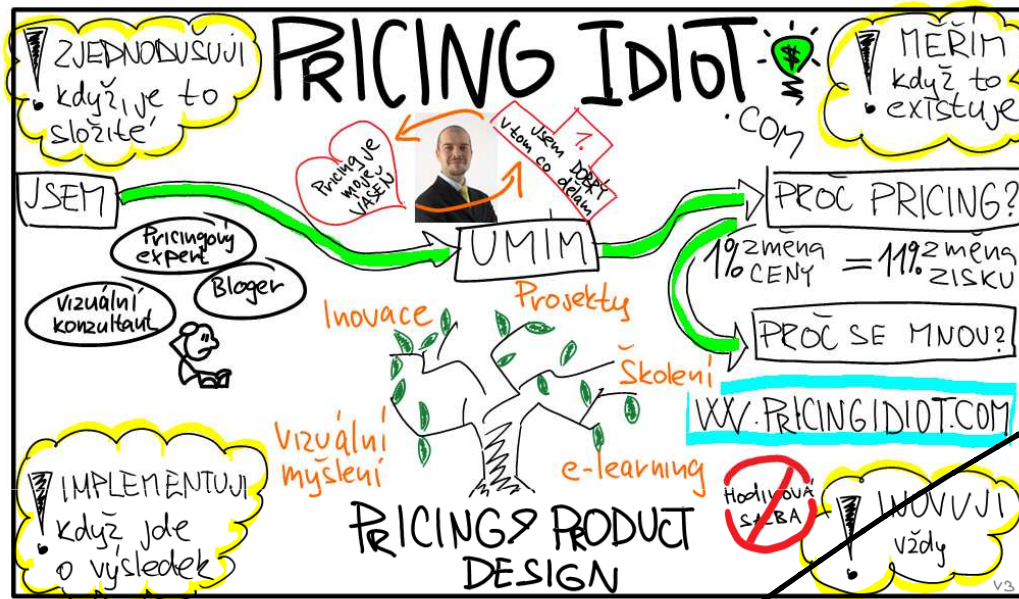 ! ZJEDNODUŠUJI
když je to
složité
PRICING IDIOT
$
.COM
! MĚŘÍM
když to
existuje
JSEM
Pricing je
moje
VÁŠEŇ
1.
Jsem DOBRÝ
v tom co dělám
UMÍM
PROČ PRICING?
1% změna
CENY
= 11% změna
ZISKU
PROČ SE MNOU?
WWW.PRICINGIDIOT.COM
Pricingový
expert
Bloger
Vizuální
konzultant
Inovace
Projekty
Školení
Vizuální
myšlení
e-learning
PRICING & PRODUCT
DESIGN
! IMPLEMENTUJI
když jde
o výsledek
Hodinová
SAZBA
! INOVUJI
vždy
V3